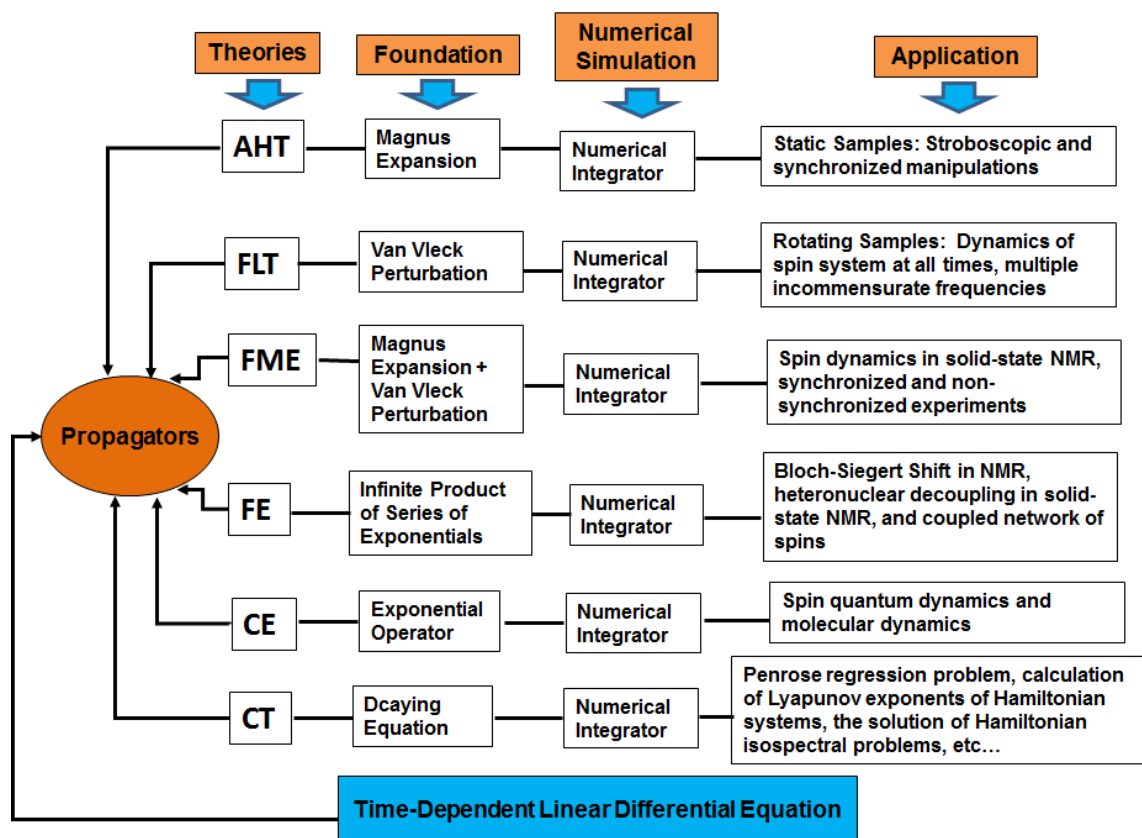 Theories
Foundation
Numerical
Simulation
Application
AHT
Magnus
Expansion
Numerical
Integrator
Static Samples: Stroboscopic and
synchronized manipulations
FLT
Van Vleck
Perturbation
Numerical
Integrator
Rotating Samples: Dynamics of
spin system at all times, multiple
incommensurate frequencies
FME
Magnus
Expansion +
Van Vleck
Perturbation
Numerical
Integrator
Spin dynamics in solid-state NMR,
synchronized and non-
synchronized experiments
Propagators
FE
Infinite Product
of Series of
Exponentials
Numerical
Integrator
Bloch-Siegert Shift in NMR,
heteronuclear decoupling in solid-
state NMR, and coupled network of
spins
CE
Exponential
Operator
Numerical
Integrator
Spin quantum dynamics and
molecular dynamics
CT
Dcaying
Equation
Numerical
Integrator
Penrose regression problem, calculation
of Lyapunov exponents of Hamiltonian
systems, the solution of Hamiltonian
isospectral problems, etc…
Time-Dependent Linear Differential Equation